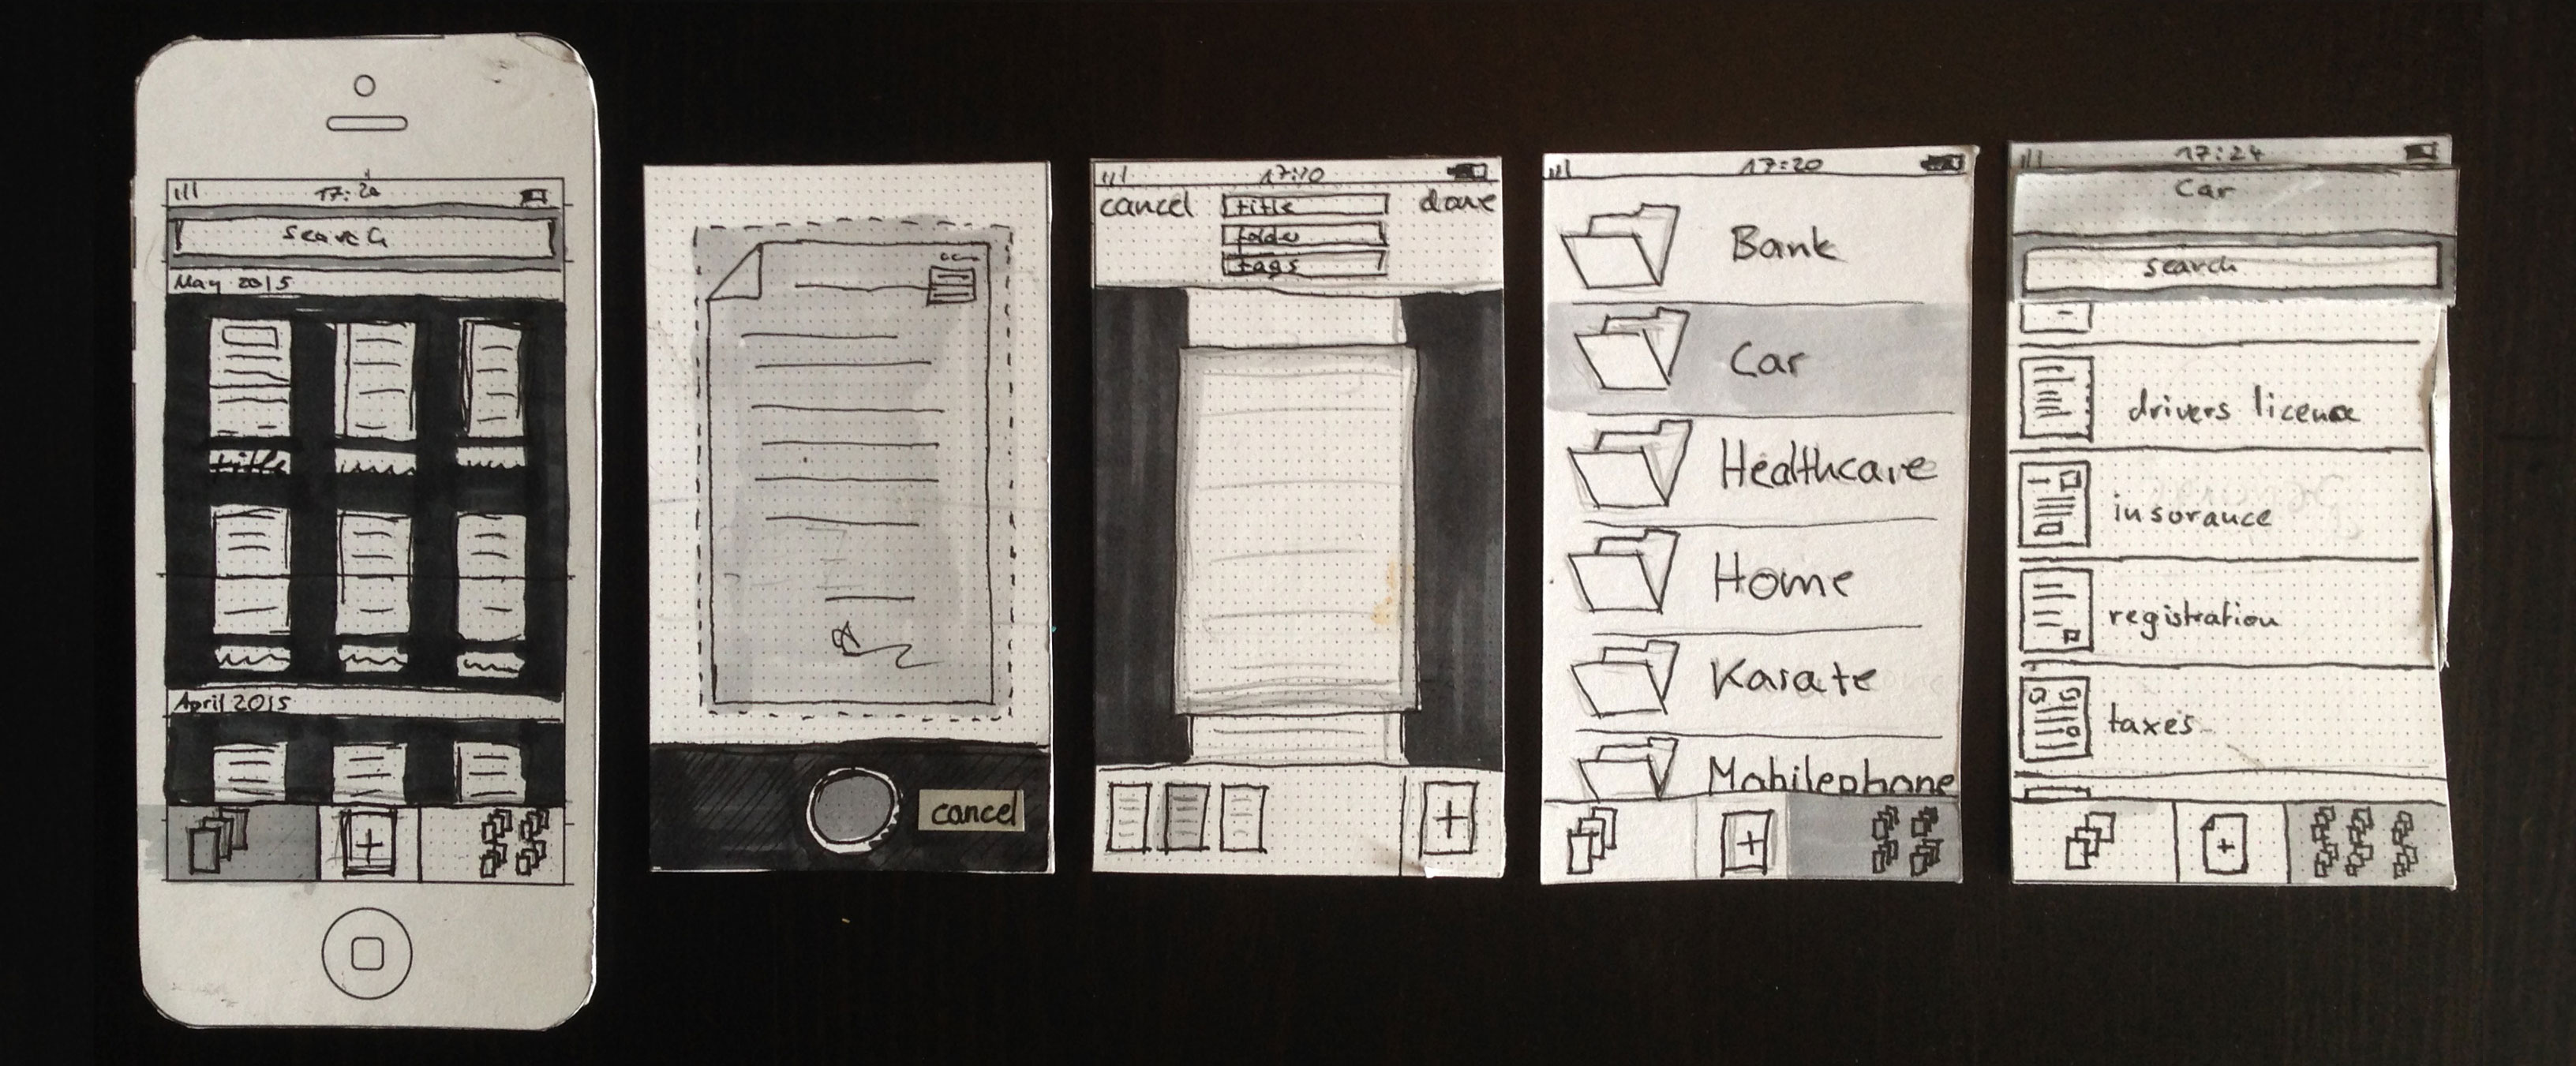 17:20
search
May 2015
title
April 2015
cancel
17:20
cancel
title
done
folder
tags
17:20
Bank
Car
Healthcare
Home
Karate
Mobilephone
17:24
Car
search
drivers license
insurance
registration
taxes